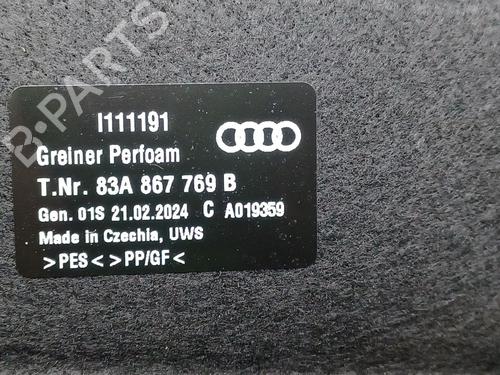 B-PARTS
I111191
Greiner Perfoam
T.Nr. 83A 867 769 B
Gen. 01S 21.02.2024 C A019359
Made in Czechia, UWS
>PES< >PP/GF<